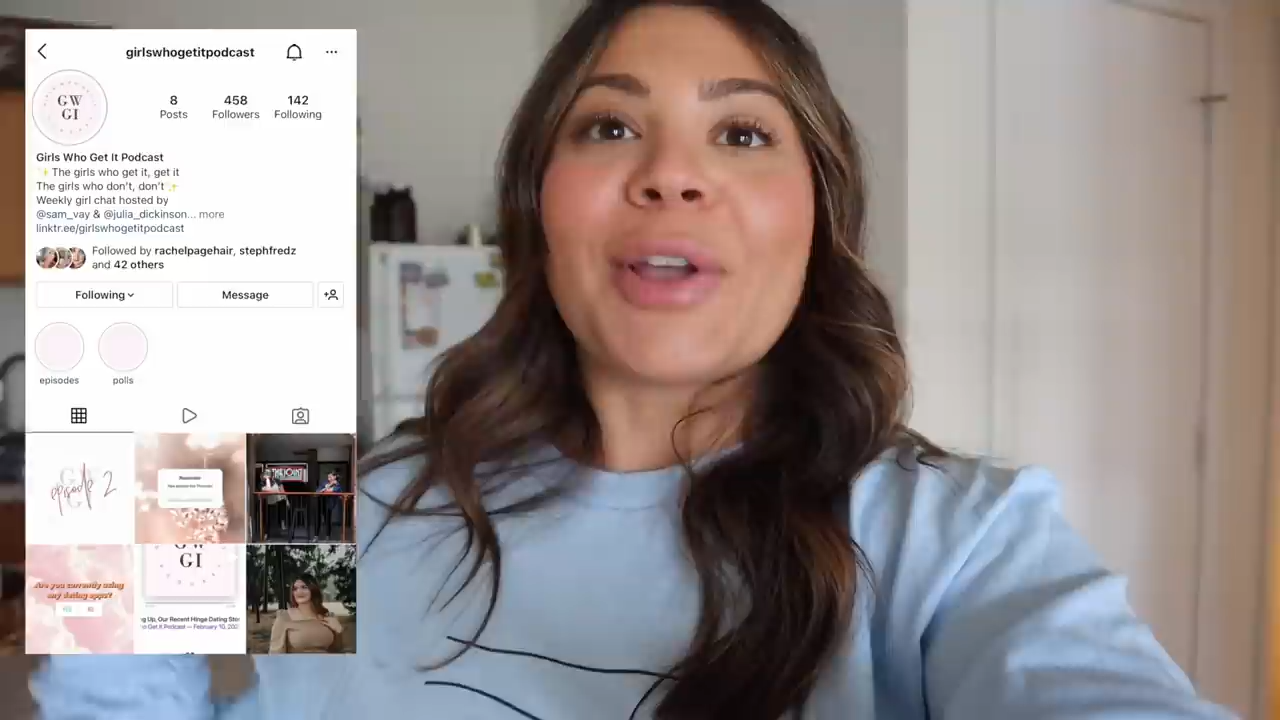 girlswhogetitpodcast
GW
GI
8
458
142
Posts
Followers
Following
Girls Who Get It Podcast
✨ The girls who get it, get it
The girls who don't, don't ✨
Weekly girl chat hosted by
@sam_vay & @julia_dickinson... more
linktr.ee/girlswhogetitpodcast
Followed by rachelpagehair, stephfredz
and 42 others
Following
Message
episodes
polls
episode 2
THE JOINT
Are you currently using
any dating apps?
GW
GI
g Up, Our Recent Hinge Dating Stor
o Get It Podcast — February 10, 202